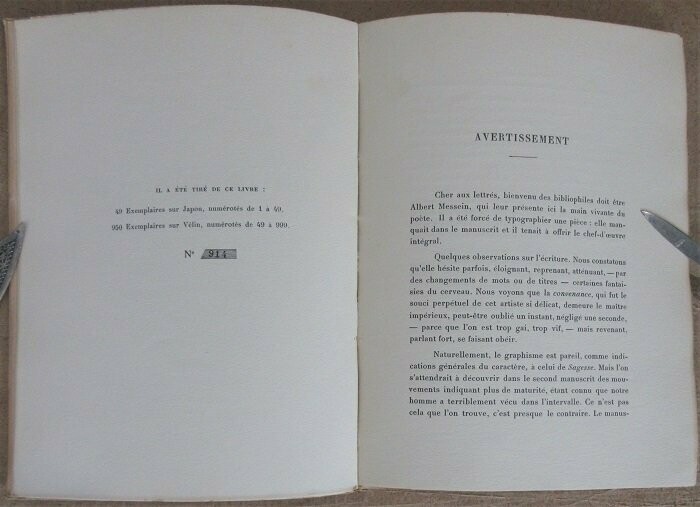 IL A ÉTÉ TIRÉ DE CE LIVRE :
49 Exemplaires sur Japon, numérotés de 1 à 49.
950 Exemplaires sur Vélin, numérotés de 49 à 999.
N° 914
AVERTISSEMENT
Cher aux lettrés, bienvenu des bibliophiles doit être
Albert Messein, qui leur présente ici la main vivante du
poète. Il a été forcé de typographier une pièce : elle man-
quait dans le manuscrit et il tenait à offrir le chef-d'œuvre
intégral.
Quelques observations sur l'écriture. Nous constatons
qu'elle hésite parfois, éloignant, reprenant, atténuant, — par
des changements de mots ou de titres — certaines fantai-
sies du cerveau. Nous voyons que la convenance, qui fut le
souci perpétuel de cet artiste si délicat, demeure le maître
impérieux, peut-être oublié un instant, négligé une seconde,
— parce que l'on est trop gai, trop vif, — mais revenant,
parlant fort, se faisant obéir.
Naturellement, le graphisme est pareil, comme indi-
cations générales du caractère, à celui de Sagesse. Mais l'on
s'attendrait à découvrir dans le second manuscrit des mou-
vements indiquant plus de maturité, étant connu que notre
homme a terriblement vécu dans l'intervalle. Ce n'est pas
cela que l'on trouve, c'est presque le contraire. Le manus-